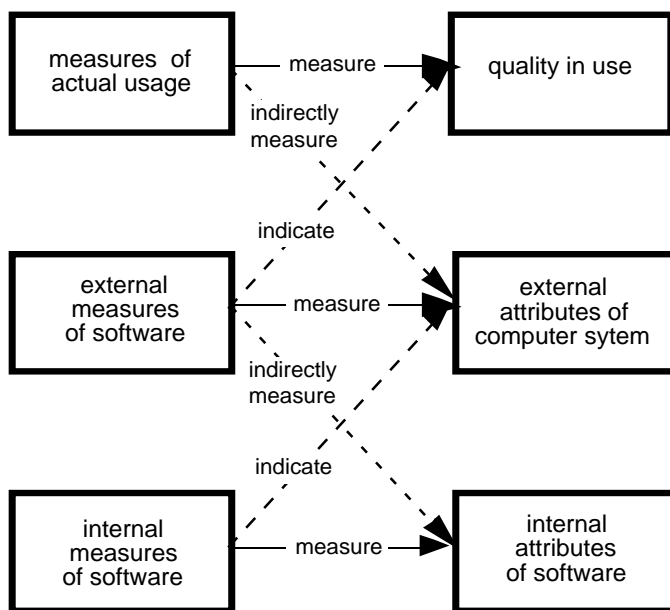 measures of
actual usage
measure
quality in use
indirectly
measure
indicate
external
measures
of software
measure
external
attributes of
computer sytem
indirectly
measure
indicate
internal
measures
of software
measure
internal
attributes
of software